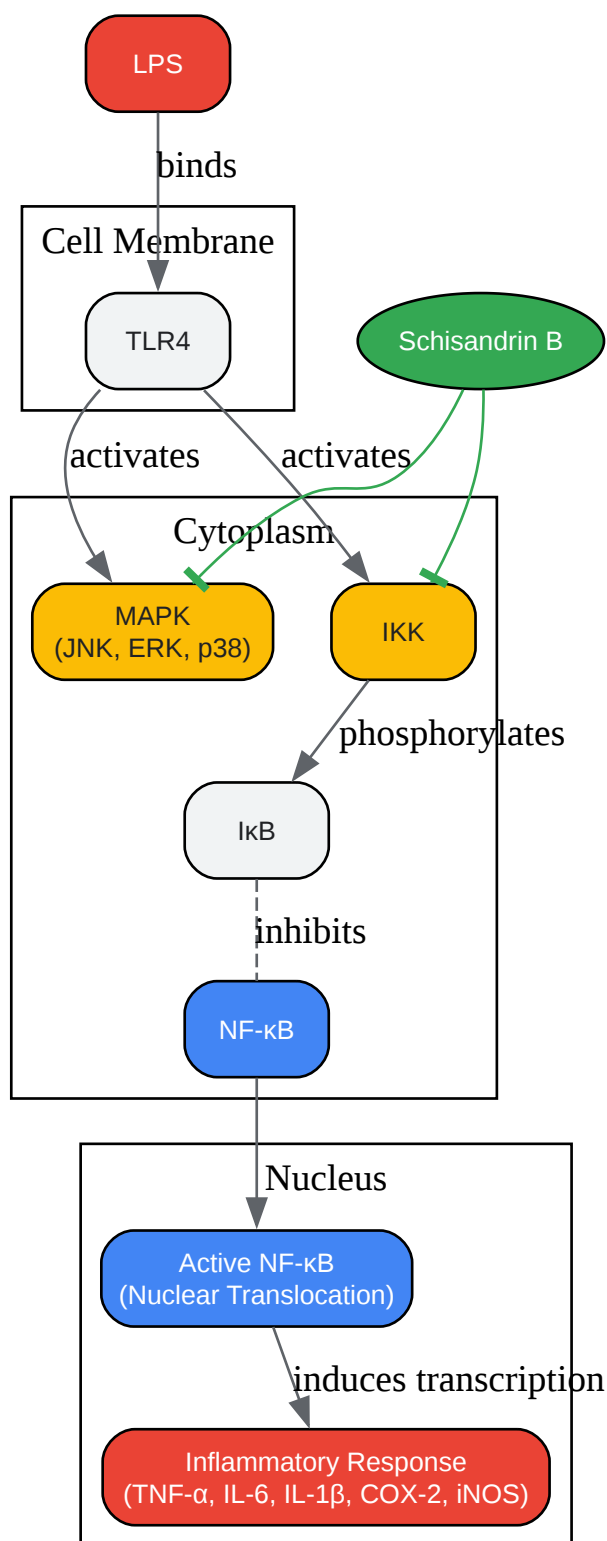 LPS
binds
Cell Membrane
TLR4
Schisandrin B
activates
activates
Cytoplasm
MAPK
(JNK, ERK, p38)
IKK
phosphorylates
IκB
inhibits
NF-κB
Nucleus
Active NF-κB
(Nuclear Translocation)
induces transcription
Inflammatory Response
(TNF-α, IL-6, IL-1β, COX-2, iNOS)